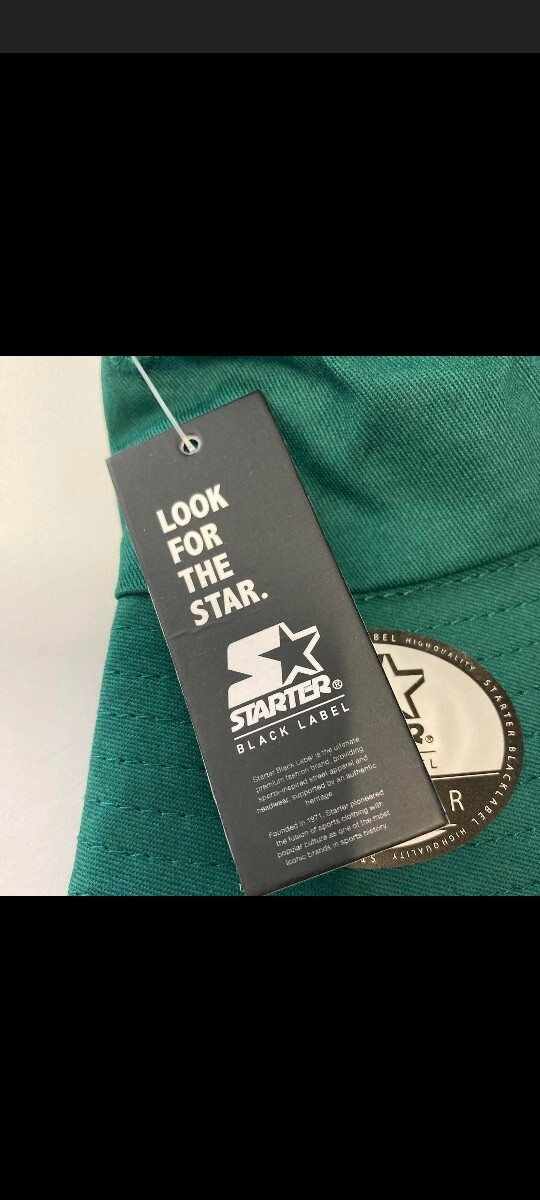 LOOK
FOR
THE
STAR.
STARTER®
BLACK LABEL
Starter Black Label is the ultimate
premium fashion brand, providing
sports-inspired street apparel and
headwear, supported by an authentic
heritage.
Founded in 1971, Starter pioneered
the fusion of sports clothing with
popular culture as one of the most
iconic brands in sports history.
BEL HIGHQUALITY · STARTER BLACKLABEL HIGHQUALITY · S
R®
L
R